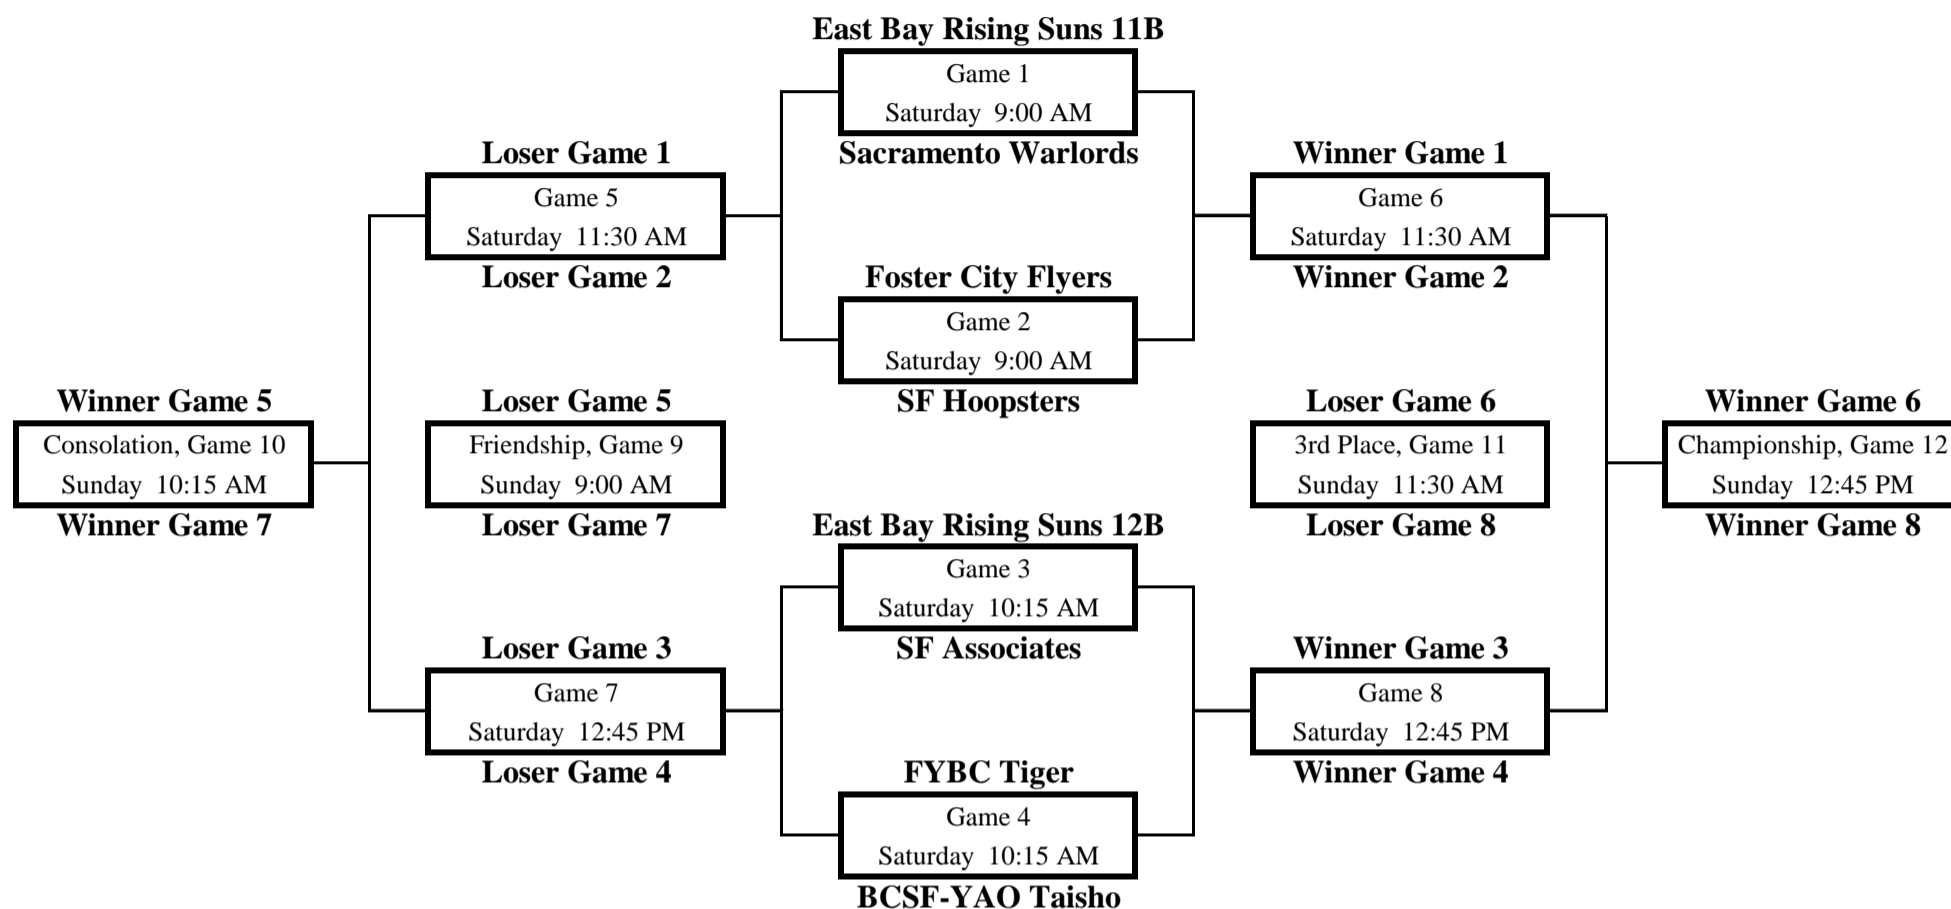 East Bay Rising Suns 11B
Game 1
Saturday 9:00 AM
Sacramento Warlords
Loser Game 1
Game 5
Saturday 11:30 AM
Loser Game 2
Winner Game 1
Game 6
Saturday 11:30 AM
Winner Game 2
Foster City Flyers
Game 2
Saturday 9:00 AM
SF Hoopsters
Winner Game 5
Consolation, Game 10
Sunday 10:15 AM
Winner Game 7
Loser Game 5
Friendship, Game 9
Sunday 9:00 AM
Loser Game 7
Loser Game 6
3rd Place, Game 11
Sunday 11:30 AM
Loser Game 8
Winner Game 6
Championship, Game 12
Sunday 12:45 PM
Winner Game 8
East Bay Rising Suns 12B
Game 3
Saturday 10:15 AM
SF Associates
Loser Game 3
Game 7
Saturday 12:45 PM
Loser Game 4
Winner Game 3
Game 8
Saturday 12:45 PM
Winner Game 4
FYBC Tiger
Game 4
Saturday 10:15 AM
BCSF-YAO Taisho